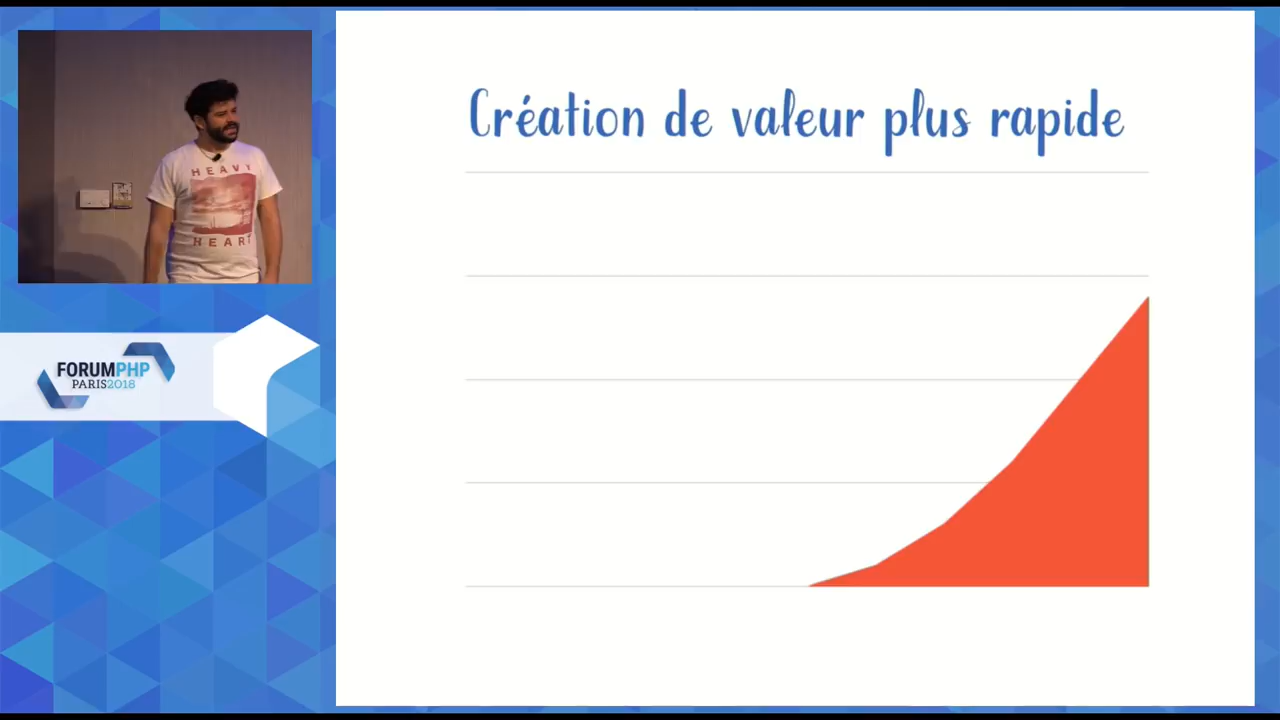 Création de valeur plus rapide
HEAVY
HEART
FORUMPHP
PARIS2018